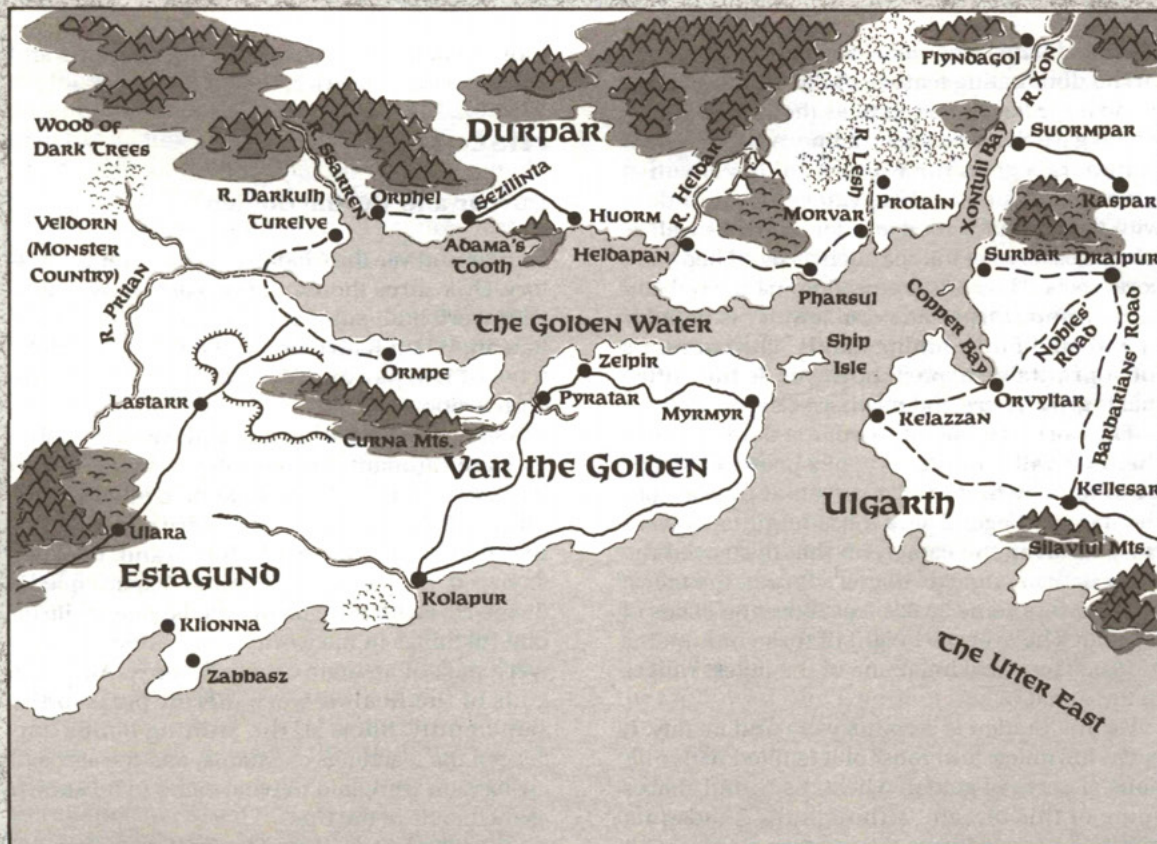 Flyndagol
R. Xon
Wood of
Dark Trees
Durpar
R. Ssarren
R. Lesh
Xontuil Bay
Suormpar
Veldorn
(Monster
Country)
R. Darkulh
Turelve
Orphel
Sezilinta
Huorm
R. Heldar
Morvar
Protain
Kaspar
Adama's
Tooth
Heldapan
Surbar
Draipur
R. Prhan
Pharsul
Copper Bay
Nobles'
Road
Barbarians' Road
The Golden Water
Ormpe
Zelpir
Ship
Isle
Lastarr
Pyratar
Myrmyr
Kelazzan
Orvyltar
Curna Mts.
Var the Golden
Ulgarth
Kellesar
Ulara
Silavlul Mts.
Estagund
Kolapur
Klionna
Zabbasz
The Utter East